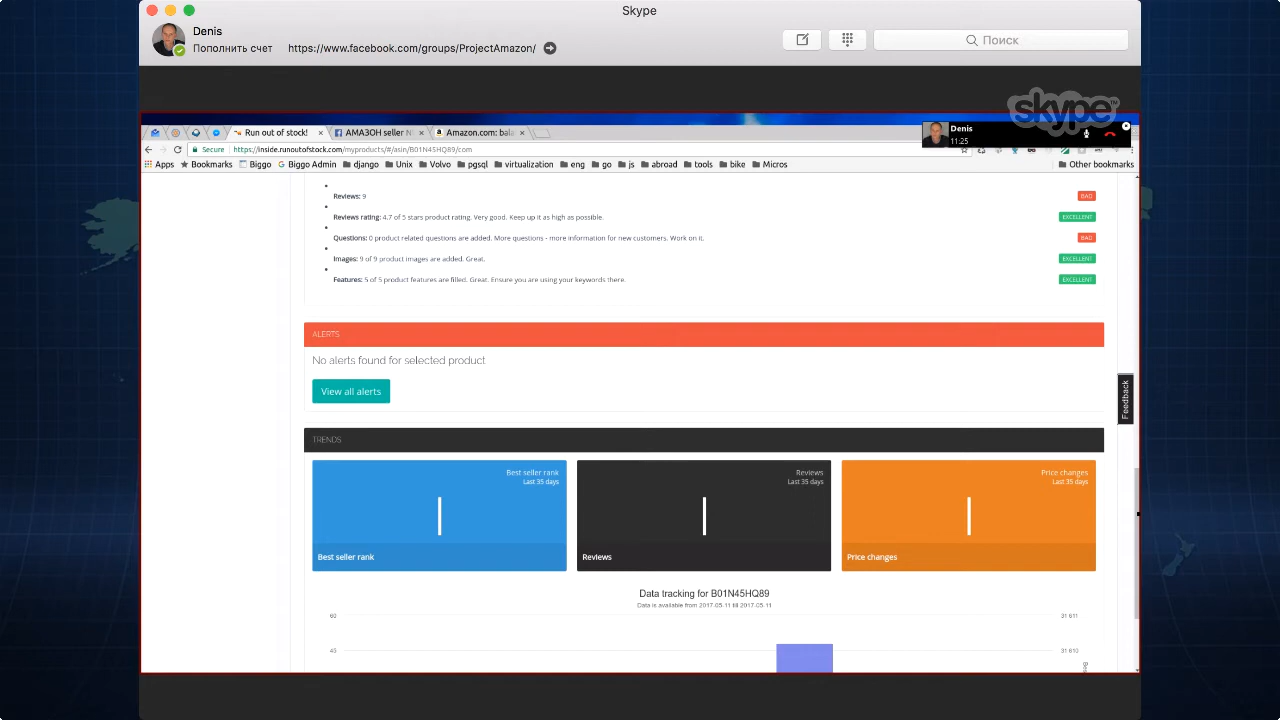 Skype
Denis
Пополнить счет https://www.facebook.com/groups/ProjectAmazon/
Поиск
skype™
Run out of stock! ×
АМАЗОН seller N ×
Amazon.com: bala ×
Denis
11:25
Secure https://inside.runoutofstock.com/myproducts/#/asin/B01N45HQ89/com
Apps Bookmarks Biggo Biggo Admin django Unix Volvo pgsql virtualization eng go js abroad tools bike Micros Other bookmarks
Reviews: 9 BAD
Reviews rating: 4.7 of 5 stars product rating. Very good. Keep up it as high as possible. EXCELLENT
Questions: 0 product related questions are added. More questions - more information for new customers. Work on it. BAD
Images: 9 of 9 product images are added. Great. EXCELLENT
Features: 5 of 5 product features are filled. Great. Ensure you are using your keywords there. EXCELLENT
ALERTS
No alerts found for selected product
View all alerts
Feedback
TRENDS
Best seller rank
Last 35 days
Best seller rank
Reviews
Last 35 days
Reviews
Price changes
Last 35 days
Price changes
Data tracking for B01N45HQ89
Data is available from 2017-05-11 till 2017-05-11
60 31 611
45 31 610